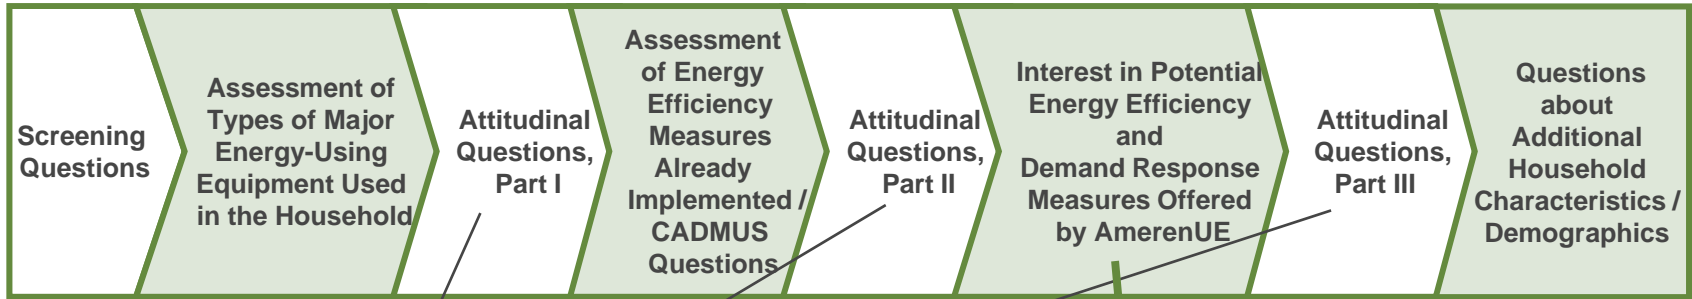 Screening
Questions
Assessment of
Types of Major
Energy-Using
Equipment Used
in the Household
Attitudinal
Questions,
Part I
Assessment
of Energy
Efficiency
Measures
Already
Implemented /
CADMUS
Questions
Attitudinal
Questions,
Part II
Interest in Potential
Energy Efficiency
and
Demand Response
Measures Offered
by AmerenUE
Attitudinal
Questions,
Part III
Questions
about
Additional
Household
Characteristics /
Demographics